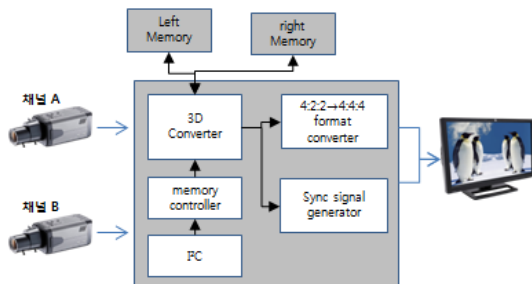 Left
Memory
right
Memory
채널 A
3D
Converter
4:2:2→4:4:4
format
converter
채널 B
memory
controller
Sync signal
generator
I²C